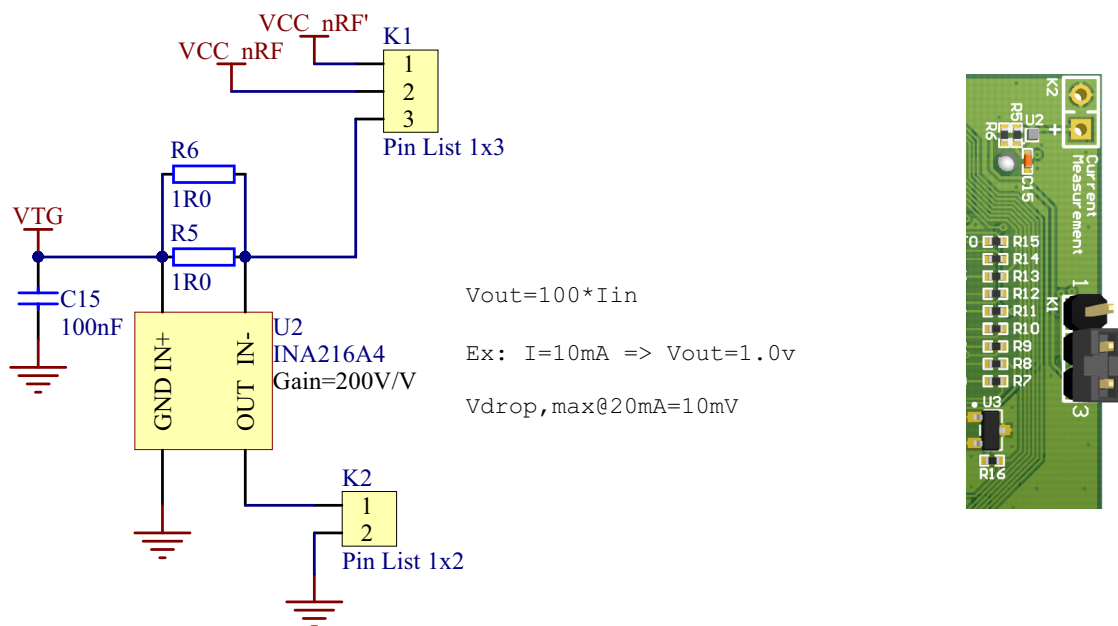 VCC_nRF'
VCC_nRF
K1
1
2
3
Pin List 1x3
R6
1R0
VTG
R5
1R0
C15
100nF
U2
INA216A4
Gain=200V/V
GND IN+
OUT IN-
K2
1
2
Pin List 1x2
Vout=100*Iin
Ex: I=10mA => Vout=1.0v
Vdrop,max@20mA=10mV
K2
R5
R6
U2
+
C15
Current
Measurement
R15
R14
R13
R12
R11
R10
R9
R8
R7
1
K1
3
U3
R16